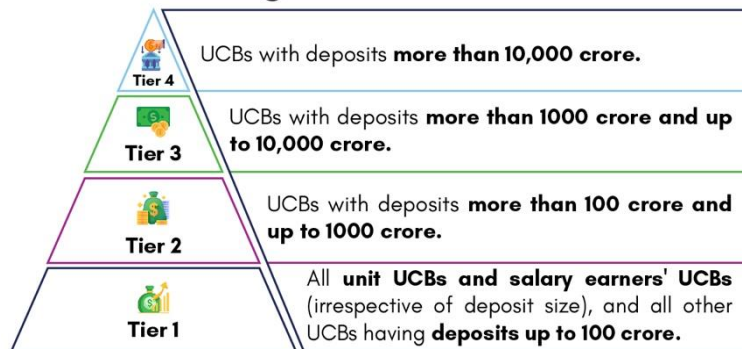 UCBs with deposits more than 10,000 crore.
Tier 4
UCBs with deposits more than 1000 crore and up
to 10,000 crore.
Tier 3
UCBs with deposits more than 100 crore and
up to 1000 crore.
Tier 2
All unit UCBs and salary earners' UCBs
(irrespective of deposit size), and all other
UCBs having deposits up to 100 crore.
Tier 1